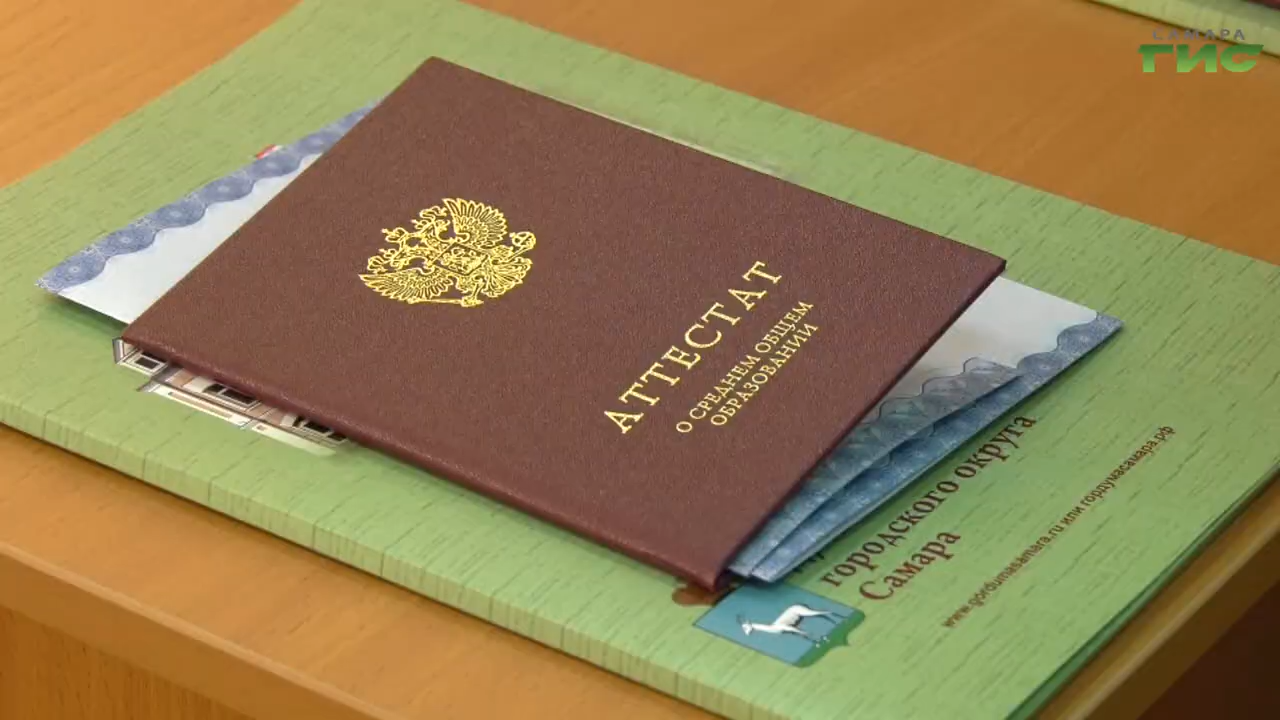 САМАРА
ГИС
АТТЕСТАТ
О СРЕДНЕМ ОБЩЕМ
ОБРАЗОВАНИИ
городского округа
Самара
www.gordumasamara.ru или гордумасамара.рф